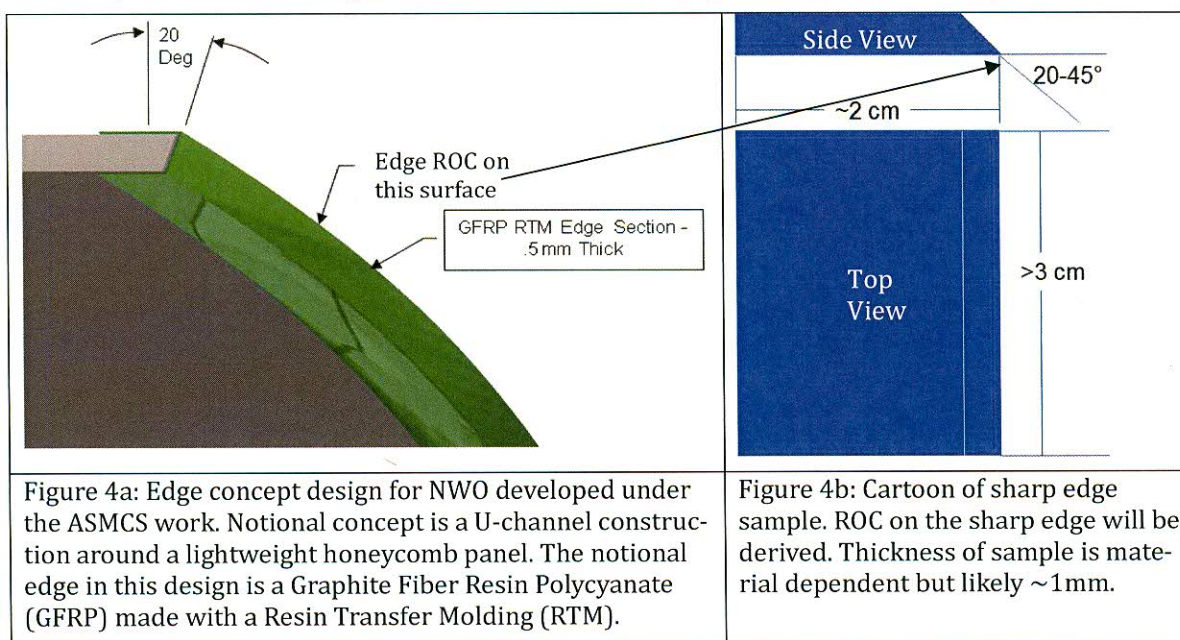 20
Deg
Edge ROC on
this surface
GFRP RTM Edge Section -
.5mm Thick
Side View
20-45°
~2 cm
Top
View
>3 cm
Figure 4a: Edge concept design for NWO developed under
the ASMCS work. Notional concept is a U-channel construc-
tion around a lightweight honeycomb panel. The notional
edge in this design is a Graphite Fiber Resin Polycyanate
(GFRP) made with a Resin Transfer Molding (RTM).
Figure 4b: Cartoon of sharp edge
sample. ROC on the sharp edge will be
derived. Thickness of sample is mate-
rial dependent but likely ~1mm.